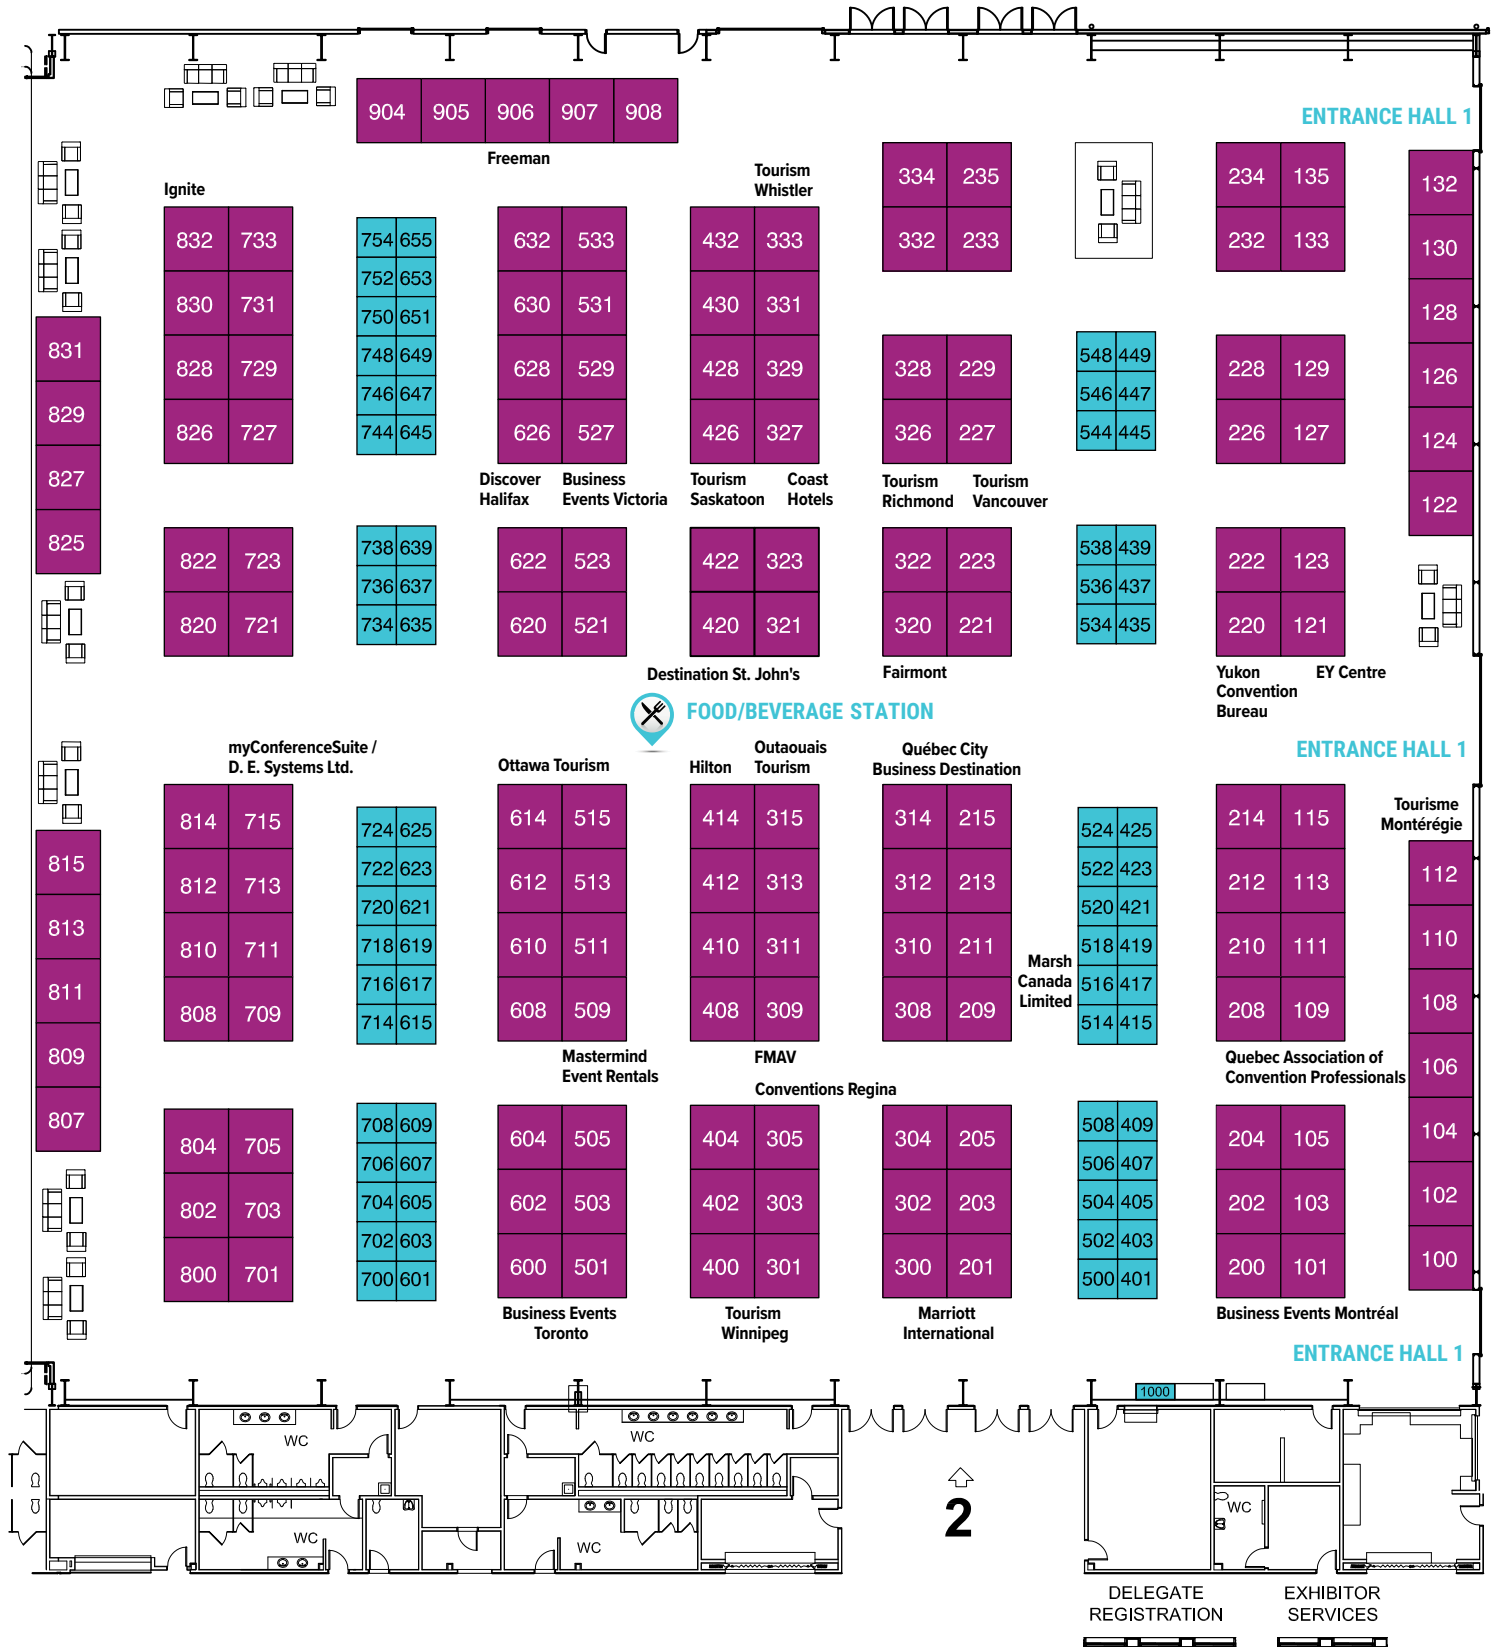 904 905 906 907 908
Freeman
ENTRANCE HALL 1
Ignite
Tourism
Whistler
334 235
332 233
234 135
232 133
132
130
128
126
124
122
832 733
830 731
828 729
826 727
754 655
752 653
750 651
748 649
746 647
744 645
632 533
630 531
628 529
626 527
432 333
430 331
428 329
426 327
328 229
326 227
548 449
546 447
544 445
228 129
226 127
831
829
827
825
Discover
Halifax
Business
Events Victoria
Tourism
Saskatoon
Coast
Hotels
Tourism
Richmond
Tourism
Vancouver
822 723
820 721
738 639
736 637
734 635
622 523
620 521
422 323
420 321
322 223
320 221
538 439
536 437
534 435
222 123
220 121
Destination St. John's
Fairmont
Yukon
Convention
Bureau
EY Centre
FOOD/BEVERAGE STATION
ENTRANCE HALL 1
myConferenceSuite /
D. E. Systems Ltd.
Ottawa Tourism
Hilton
Outaouais
Tourism
Québec City
Business Destination
Tourisme
Montérégie
815
813
811
809
807
814 715
812 713
810 711
808 709
724 625
722 623
720 621
718 619
716 617
714 615
614 515
612 513
610 511
608 509
414 315
412 313
410 311
408 309
314 215
312 213
310 211
308 209
Marsh
Canada
Limited
524 425
522 423
520 421
518 419
516 417
514 415
214 115
212 113
210 111
208 109
112
110
108
106
104
102
100
Mastermind
Event Rentals
FMAV
Conventions Regina
Quebec Association of
Convention Professionals
804 705
802 703
800 701
708 609
706 607
704 605
702 603
700 601
604 505
602 503
600 501
404 305
402 303
400 301
304 205
302 203
300 201
508 409
506 407
504 405
502 403
500 401
204 105
202 103
200 101
Business Events
Toronto
Tourism
Winnipeg
Marriott
International
Business Events Montréal
ENTRANCE HALL 1
1000
WC
WC
WC
WC
WC
2
DELEGATE
REGISTRATION
EXHIBITOR
SERVICES